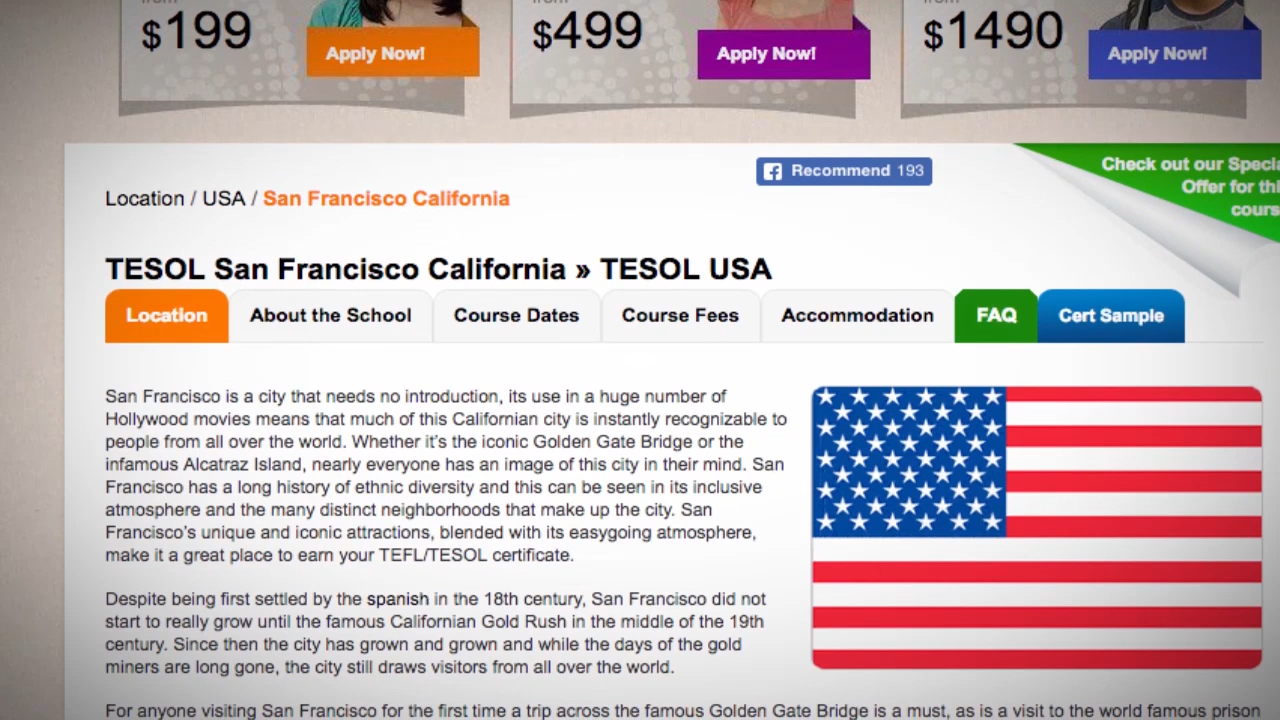 from
$199
Apply Now!
$499
Apply Now!
from
$1490
Apply Now!
Recommend 193
Check out our
Offer for
Location / USA / San Francisco California
TESOL San Francisco California » TESOL USA
Location
About the School
Course Dates
Course Fees
Accommodation
FAQ
Cert Sample
San Francisco is a city that needs no introduction, its use in a huge number of
Hollywood movies means that much of this Californian city is instantly recognizable to
people from all over the world. Whether it's the iconic Golden Gate Bridge or the
infamous Alcatraz Island, nearly everyone has an image of this city in their mind. San
Francisco has a long history of ethnic diversity and this can be seen in its inclusive
atmosphere and the many distinct neighborhoods that make up the city. San
Francisco's unique and iconic attractions, blended with its easygoing atmosphere,
make it a great place to earn your TEFL/TESOL certificate.
Despite being first settled by the spanish in the 18th century, San Francisco did not
start to really grow until the famous Californian Gold Rush in the middle of the 19th
century. Since then the city has grown and grown and while the days of the gold
miners are long gone, the city still draws visitors from all over the world.
For anyone visiting San Francisco for the first time a trip across the famous Golden Gate Bridge is a must, as is a visit to the world famous prison